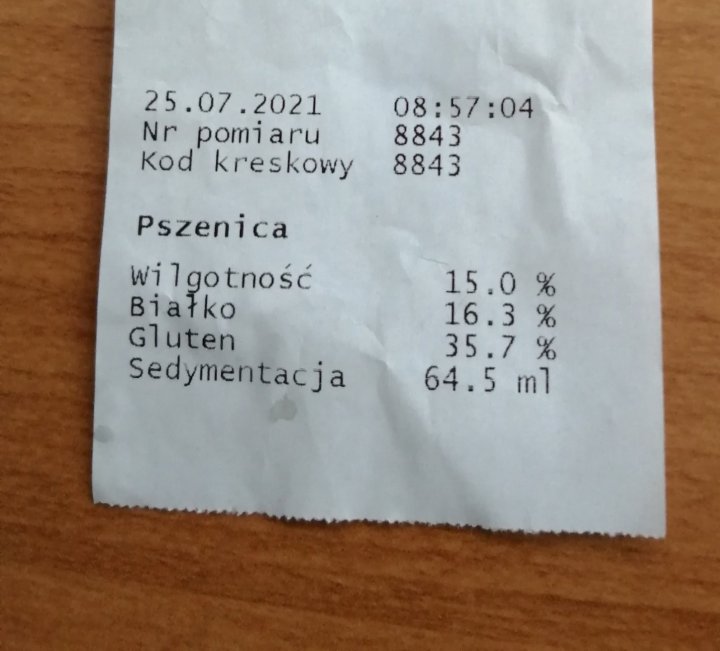 25.07.2021 08:57:04
Nr pomiaru 8843
Kod kreskowy 8843
Pszenica
Wilgotność 15.0 %
Białko 16.3 %
Gluten 35.7 %
Sedymentacja 64.5 ml